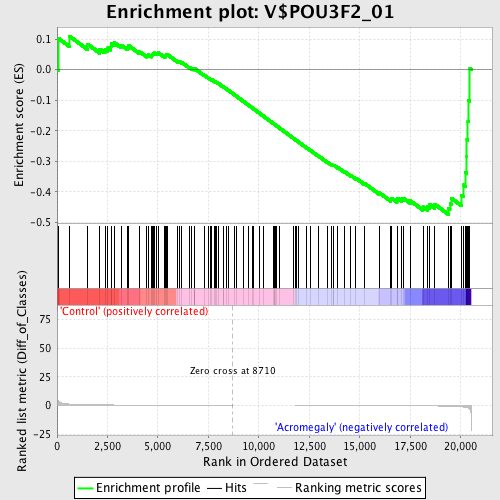 Enrichment plot: V$POU3F2_01
Enrichment score (ES)
0.1
0.0
-0.1
-0.2
-0.3
-0.4
-0.5
'Control' (positively correlated)
Ranked list metric (Diff_of_Classes)
75
50
25
0
-25
Zero cross at 8710
'Acromegaly' (negatively correlated)
0 2,500 5,000 7,500 10,000 12,500 15,000 17,500 20,000
Rank in Ordered Dataset
Enrichment profile Hits Ranking metric scores